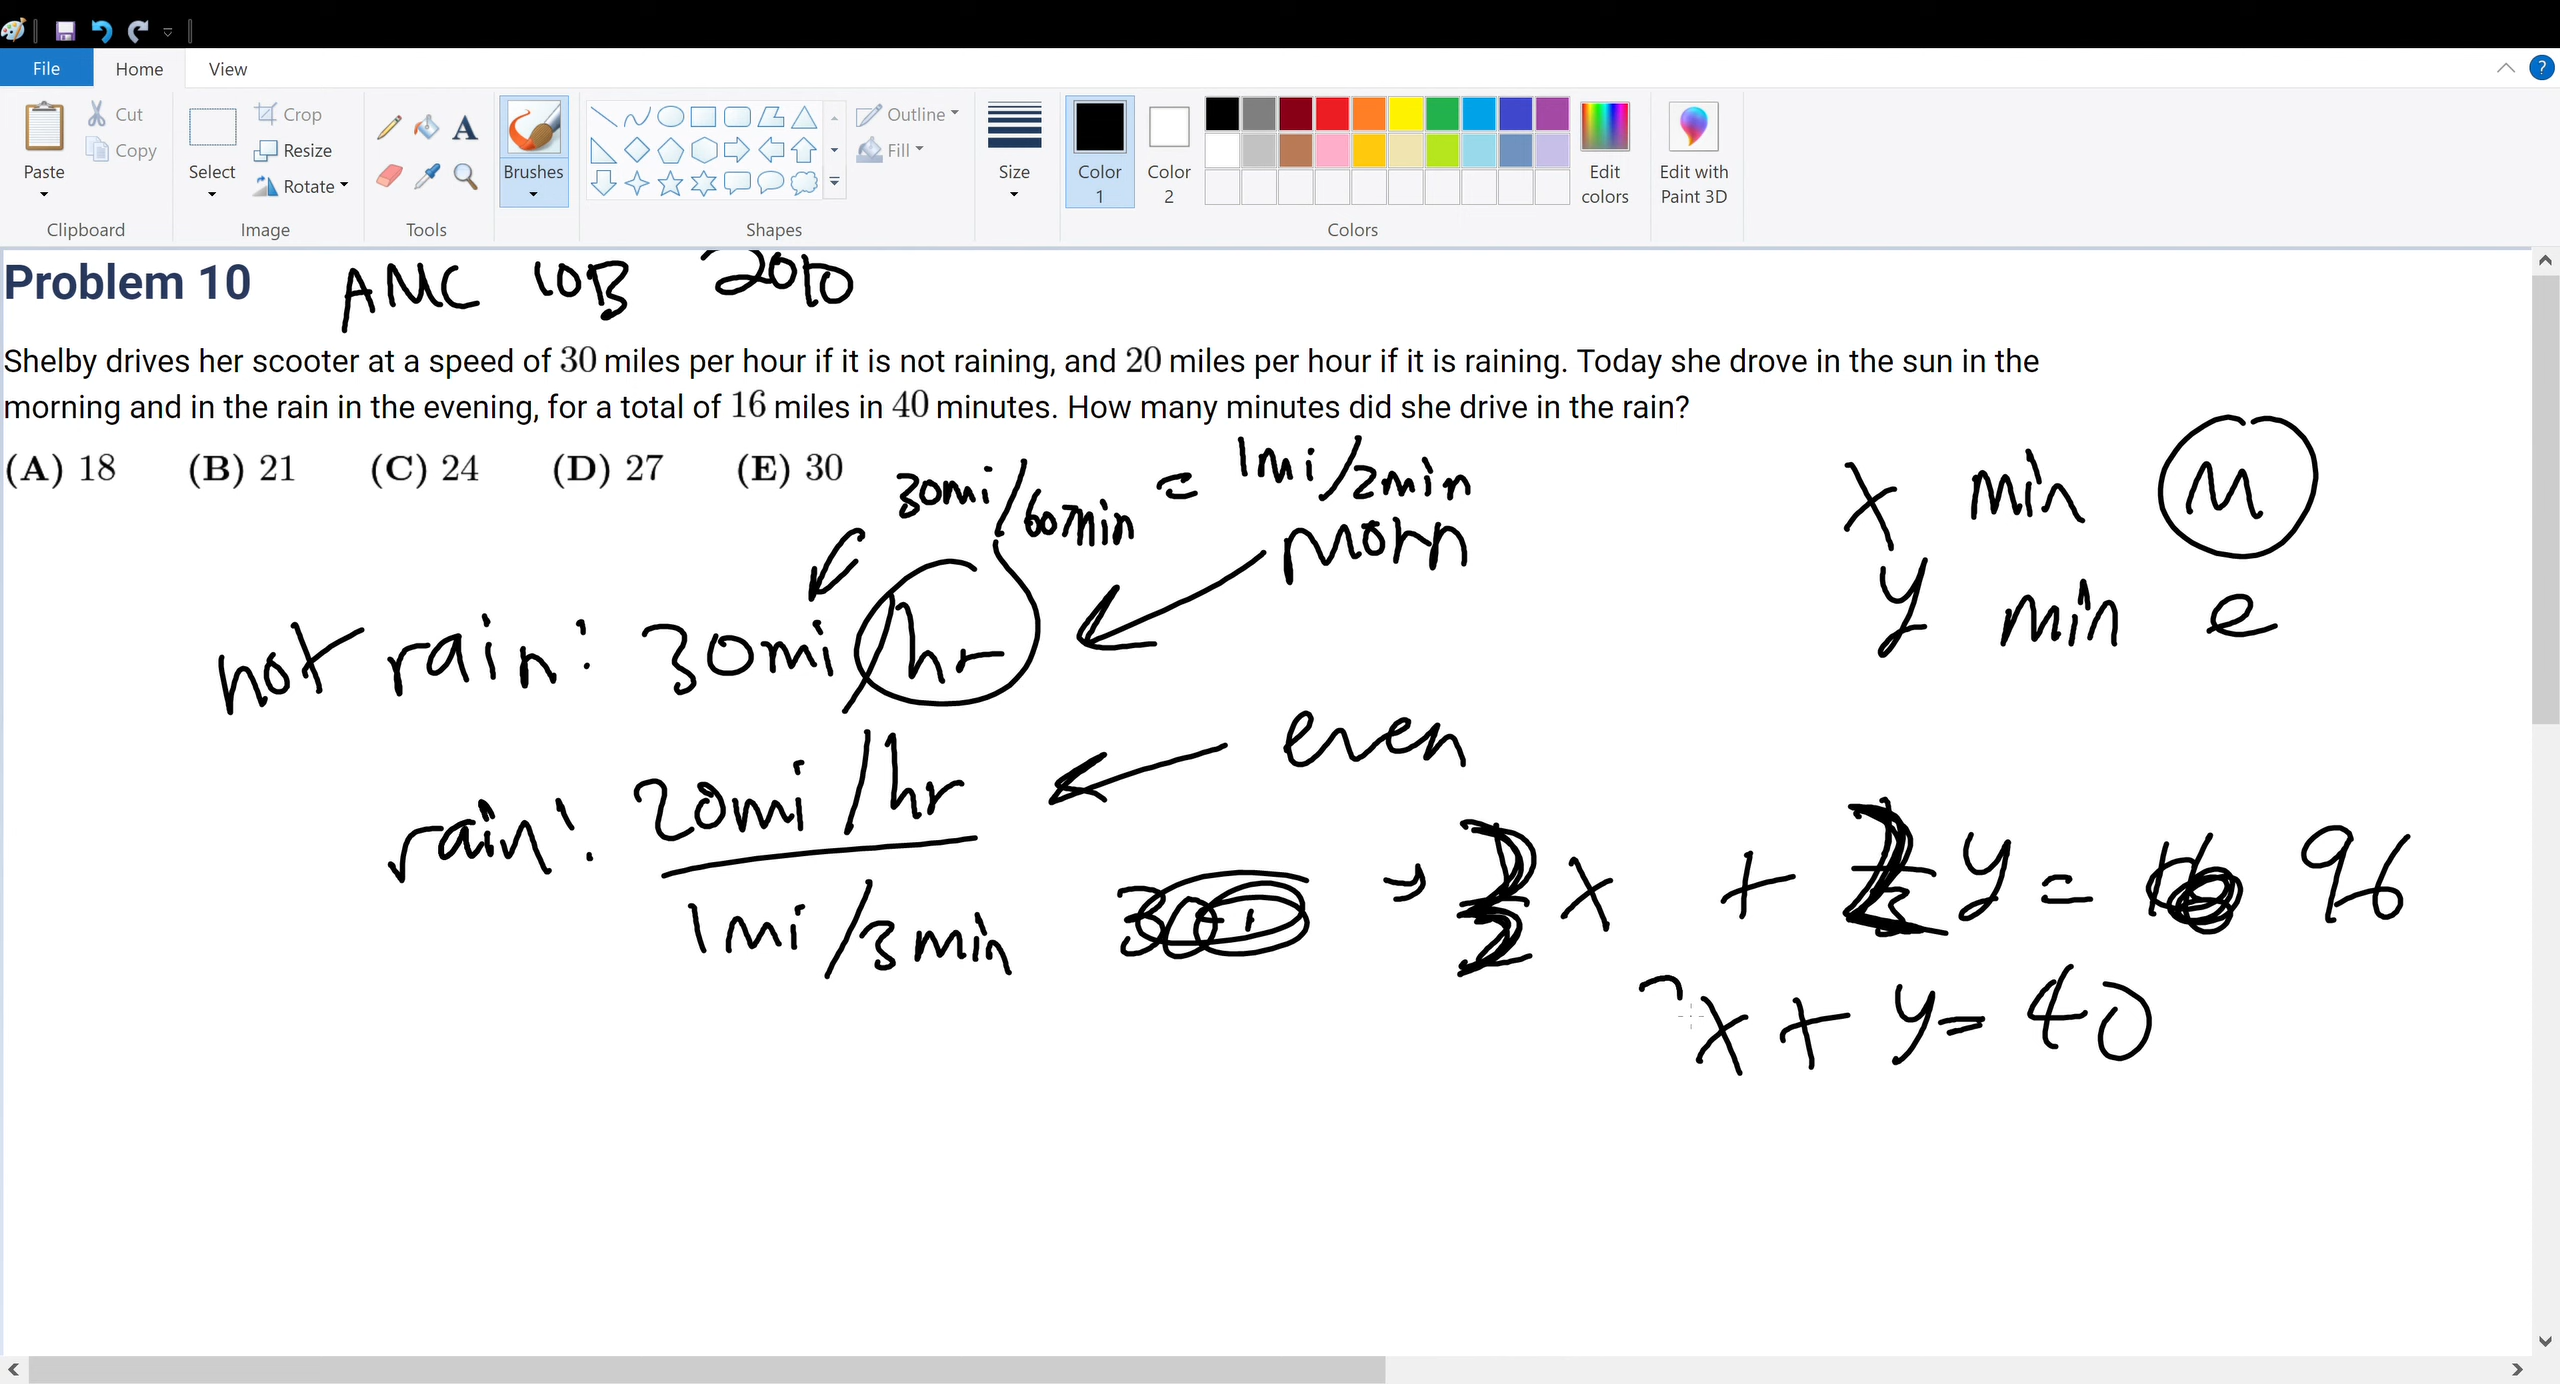 File Home View
Cut
Copy
Paste
Clipboard
Crop
Resize
Rotate
Select
Image
A
Tools
Brushes
Outline
Fill
Shapes
Size
Color 1
Color 2
Edit colors
Edit with Paint 3D
Colors
?
Problem 10 AMC 10B 2010
Shelby drives her scooter at a speed of 30 miles per hour if it is not raining, and 20 miles per hour if it is raining. Today she drove in the sun in the
morning and in the rain in the evening, for a total of 16 miles in 40 minutes. How many minutes did she drive in the rain?
(A) 18 (B) 21 (C) 24 (D) 27 (E) 30
30mi/60min = 1mi/2min
morn
x min M
y min e
not rain: 30mi/hr
even
rain: 20mi/hr
1mi/3min
x + y = 96
x + y = 40